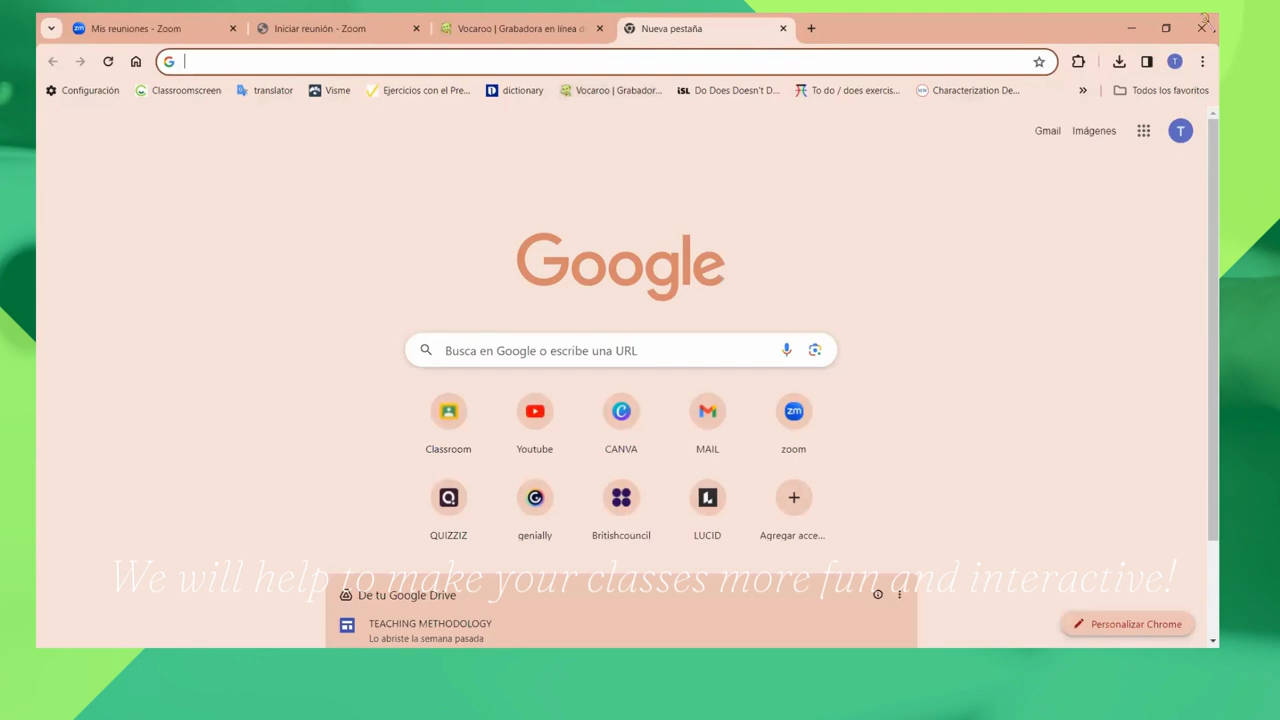 Mis reuniones - Zoom
Iniciar reunión - Zoom
Vocaroo | Grabadora en línea d
Nueva pestaña
Configuración
Classroomscreen
translator
Visme
Ejercicios con el Pre...
dictionary
Vocaroo | Grabador...
iSL Do Does Doesn't D...
To do / does exercis...
Characterization De...
Todos los favoritos
Gmail
Imágenes
T
Google
Busca en Google o escribe una URL
Classroom
Youtube
CANVA
MAIL
zoom
QUIZZIZ
genially
Britishcouncil
LUCID
Agregar acce...
We will help to make your classes more fun and interactive!
De tu Google Drive
TEACHING METHODOLOGY
Lo abriste la semana pasada
Personalizar Chrome